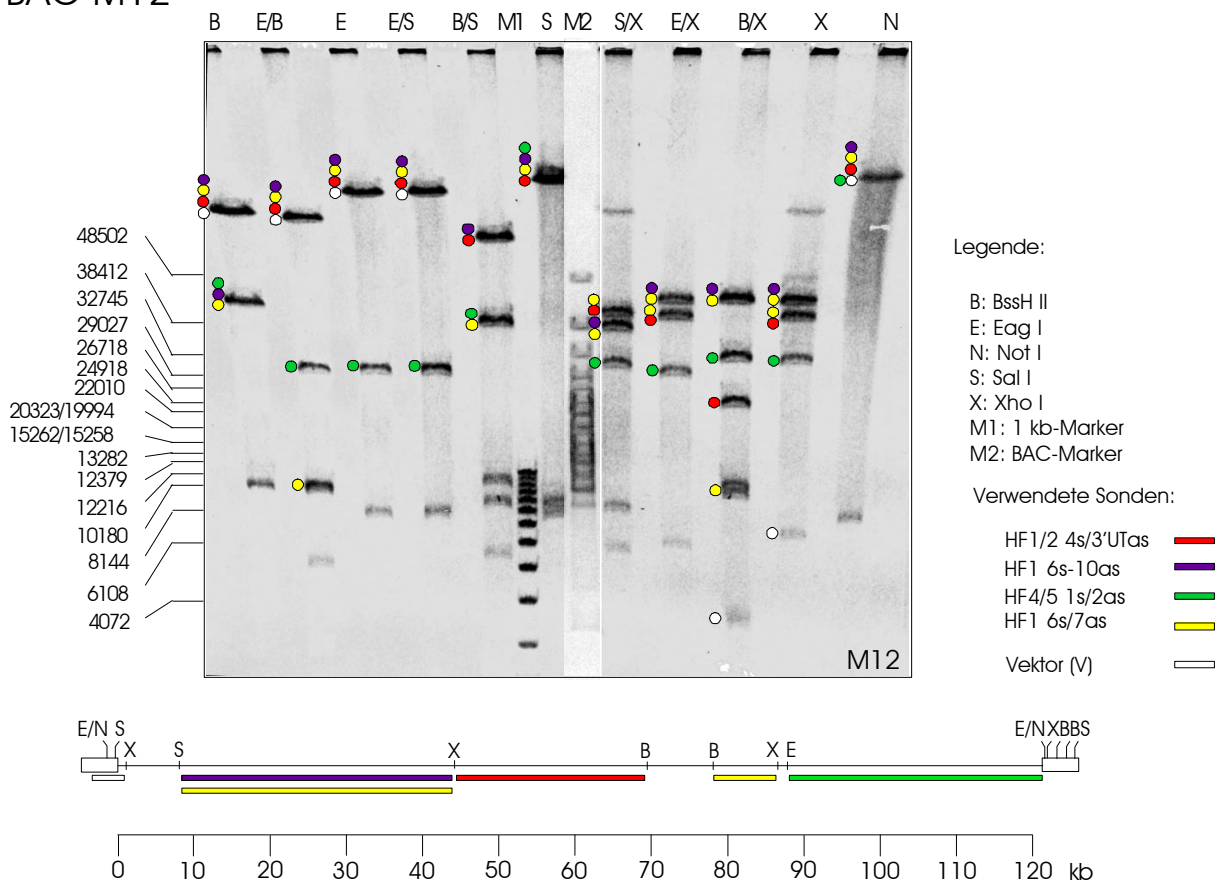 BAC M12
B E/B E E/S B/S M1 S M2 S/X E/X B/X X N
48502
38412
32745
29027
26718
24918
22010
20323/19994
15262/15258
13282
12379
12216
10180
8144
6108
4072
M12
Legende:
B: BssH II
E: Eag I
N: Not I
S: Sal I
X: Xho I
M1: 1 kb-Marker
M2: BAC-Marker
Verwendete Sonden:
HF1/2 4s/3'UTas
HF1 6s-10as
HF4/5 1s/2as
HF1 6s/7as
Vektor (V)
E/N S X S X B B X E E/NXBBS
0 10 20 30 40 50 60 70 80 90 100 110 120 kb